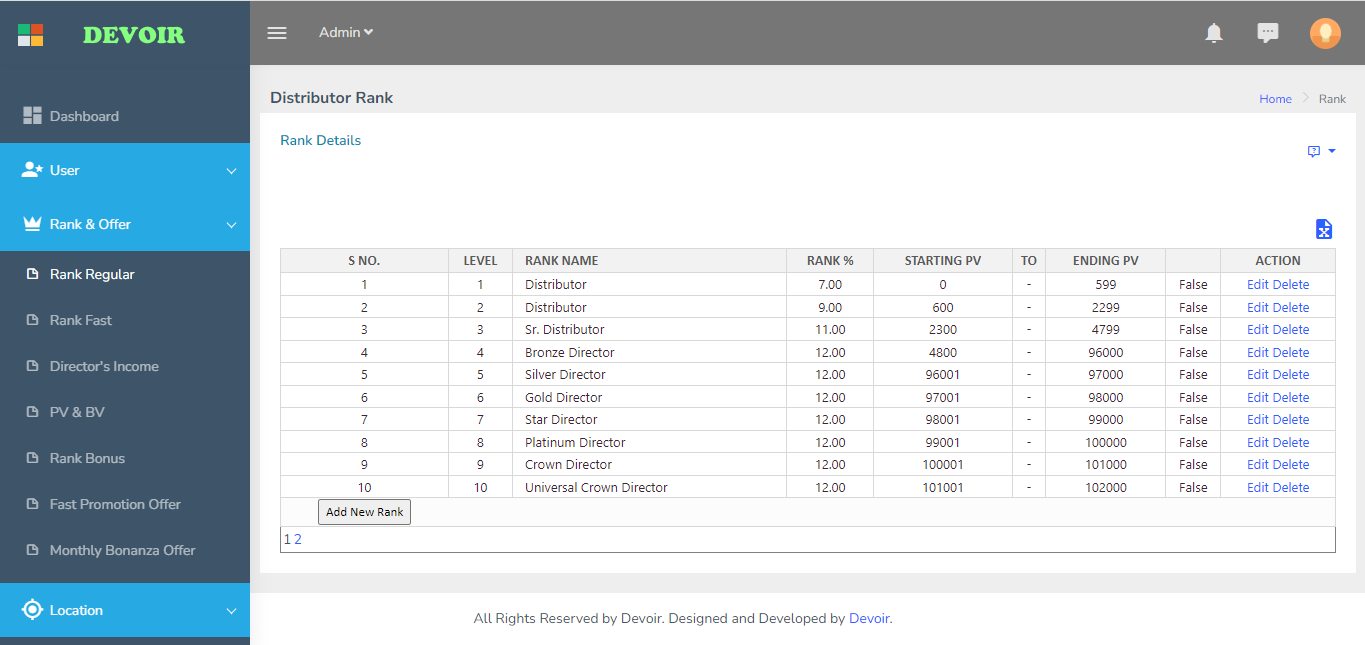 DEVOIR
Admin
Dashboard
User
Rank & Offer
Rank Regular
Rank Fast
Director's Income
PV & BV
Rank Bonus
Fast Promotion Offer
Monthly Bonanza Offer
Location
Distributor Rank
Home Rank
Rank Details
S NO. LEVEL RANK NAME RANK % STARTING PV TO ENDING PV ACTION
1 1 Distributor 7.00 0 - 599 False Edit Delete
2 2 Distributor 9.00 600 - 2299 False Edit Delete
3 3 Sr. Distributor 11.00 2300 - 4799 False Edit Delete
4 4 Bronze Director 12.00 4800 - 96000 False Edit Delete
5 5 Silver Director 12.00 96001 - 97000 False Edit Delete
6 6 Gold Director 12.00 97001 - 98000 False Edit Delete
7 7 Star Director 12.00 98001 - 99000 False Edit Delete
8 8 Platinum Director 12.00 99001 - 100000 False Edit Delete
9 9 Crown Director 12.00 100001 - 101000 False Edit Delete
10 10 Universal Crown Director 12.00 101001 - 102000 False Edit Delete
Add New Rank
1 2
All Rights Reserved by Devoir. Designed and Developed by Devoir.